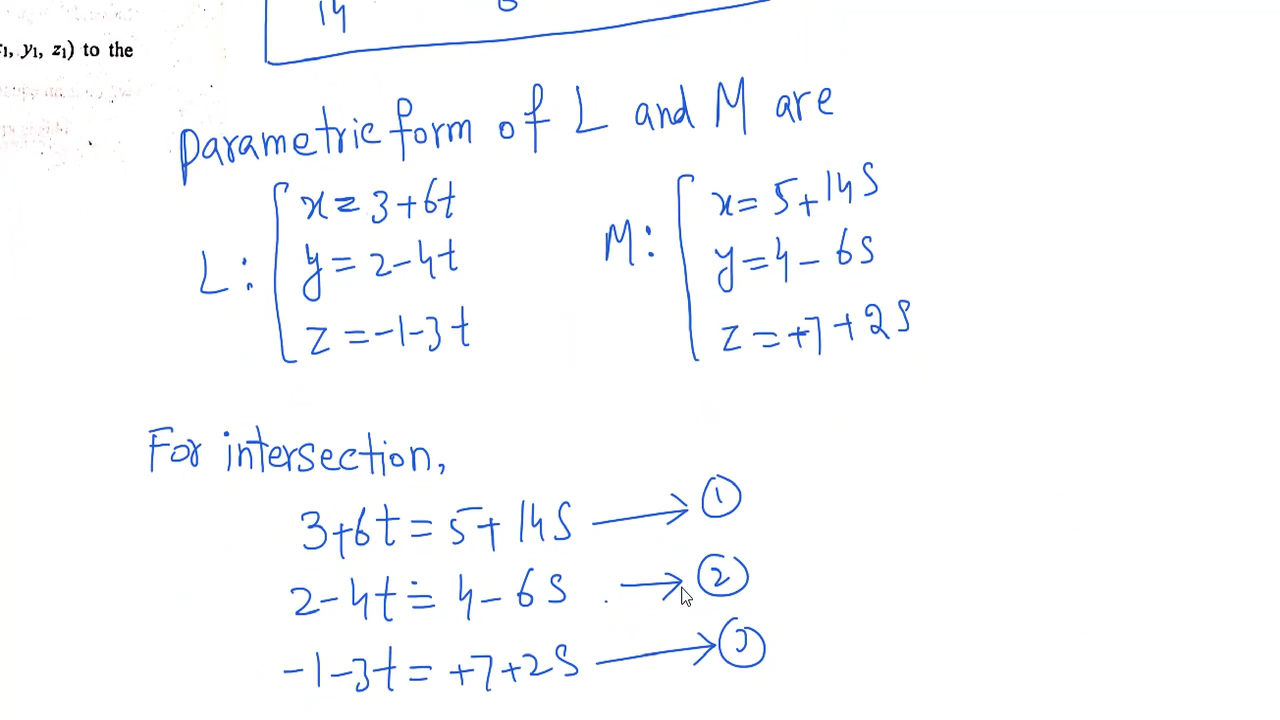 14
₁, y₁, z₁) to the
Parametric form of L and M are
L: { x = 3+6t
y = 2-4t
z = -1-3t
M: { x = 5+14s
y = 4-6s
z = +7+2s
For intersection,
3+6t = 5+14s → ①
2-4t = 4-6s → ②
-1-3t = +7+2s → ③